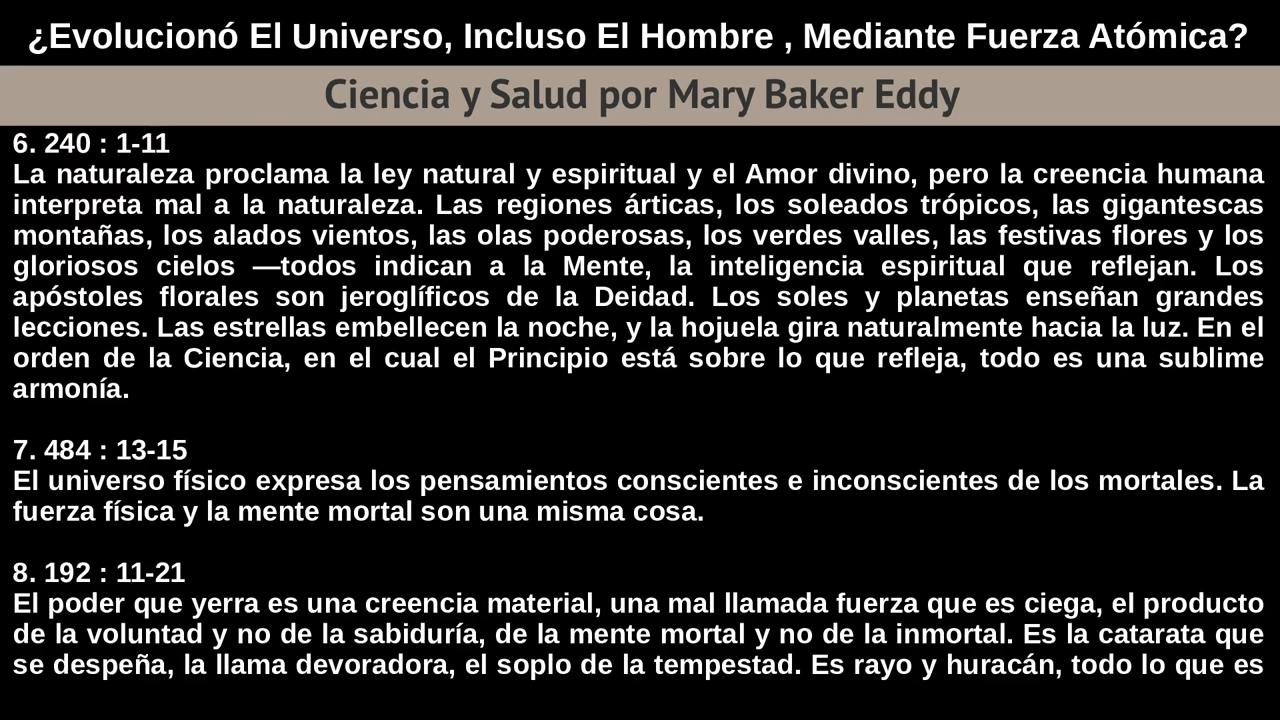 ¿Evolucionó El Universo, Incluso El Hombre , Mediante Fuerza Atómica?
Ciencia y Salud por Mary Baker Eddy
6. 240 : 1-11
La naturaleza proclama la ley natural y espiritual y el Amor divino, pero la creencia humana
interpreta mal a la naturaleza. Las regiones árticas, los soleados trópicos, las gigantescas
montañas, los alados vientos, las olas poderosas, los verdes valles, las festivas flores y los
gloriosos cielos —todos indican a la Mente, la inteligencia espiritual que reflejan. Los
apóstoles florales son jeroglíficos de la Deidad. Los soles y planetas enseñan grandes
lecciones. Las estrellas embellecen la noche, y la hojuela gira naturalmente hacia la luz. En el
orden de la Ciencia, en el cual el Principio está sobre lo que refleja, todo es una sublime
armonía.
7. 484 : 13-15
El universo físico expresa los pensamientos conscientes e inconscientes de los mortales. La
fuerza física y la mente mortal son una misma cosa.
8. 192 : 11-21
El poder que yerra es una creencia material, una mal llamada fuerza que es ciega, el producto
de la voluntad y no de la sabiduría, de la mente mortal y no de la inmortal. Es la catarata que
se despeña, la llama devoradora, el soplo de la tempestad. Es rayo y huracán, todo lo que es